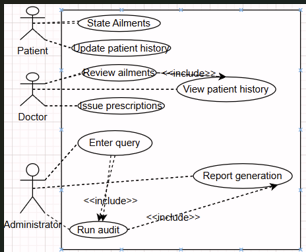 State Ailments
Patient
Update patient history
Review ailments
<<include>>
View patient history
Doctor
Issue prescriptions
Enter query
Report generation
<<include>>
Administrator
Run audit
<<include>>